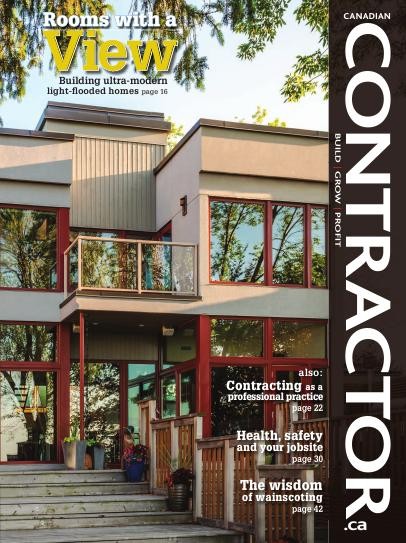 Rooms with a
View
Building ultra-modern
light-flooded homes page 16
CANADIAN
CONTRACTOR
.ca
BUILD | GROW | PROFIT
also:
Contracting as a
professional practice
page 22
Health, safety
and your jobsite
page 30
The wisdom
of wainscoting
page 42